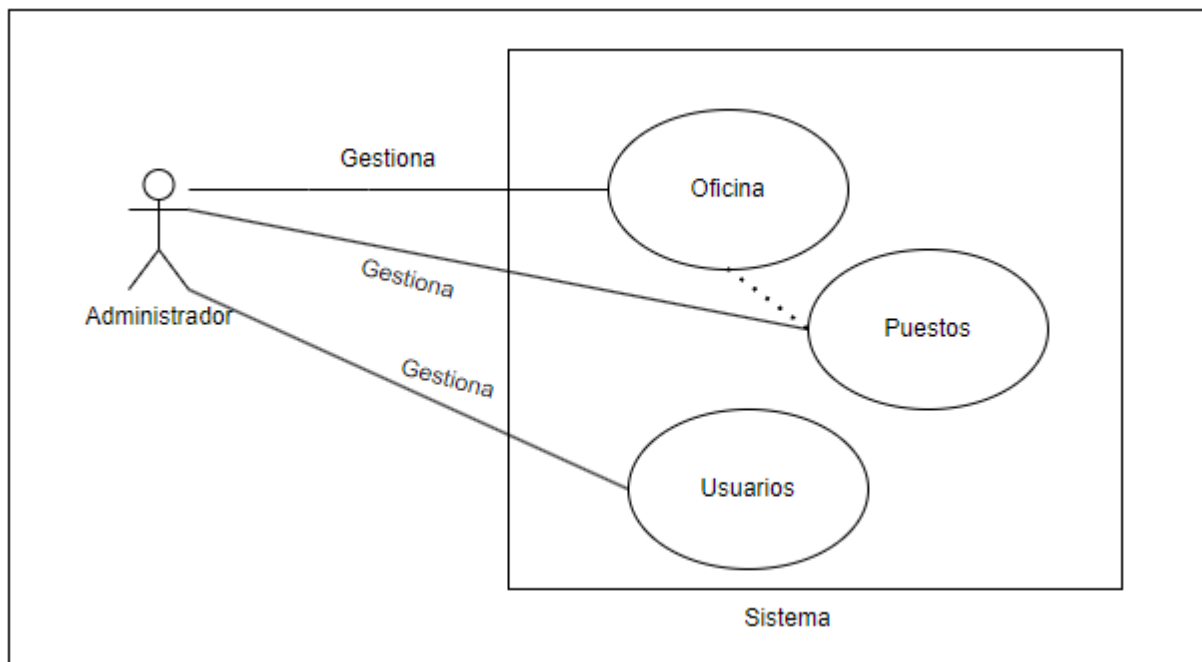 Gestiona
Oficina
Gestiona
Administrador
Puestos
Gestiona
Usuarios
Sistema